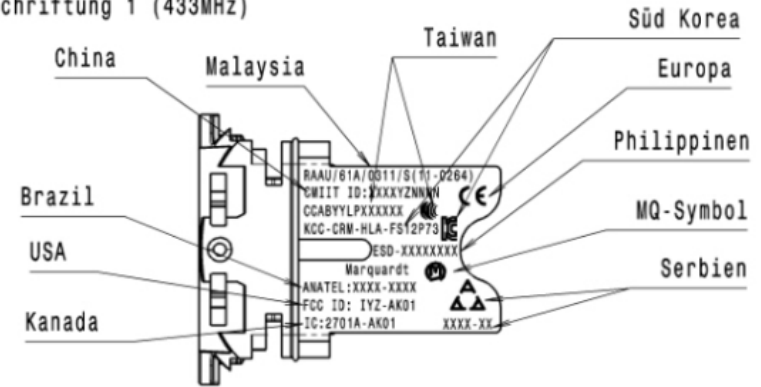 chriftung 1 (433MHz)
Süd Korea
Taiwan
China
Malaysia
Europa
Philippinen
RAAU/61A/0311/S(11-0264)
CMIIT ID:XXXXYZNNNN
CE
CCABYYLPXXXXXX
Brazil
MQ-Symbol
KCC-CRM-HLA-FS12P73
ESD-XXXXXXXX
USA
Marquardt
Serbien
ANATEL:XXXX-XXXX
FCC ID: IYZ-AK01
Kanada
IC:2701A-AK01
XXXX-XX